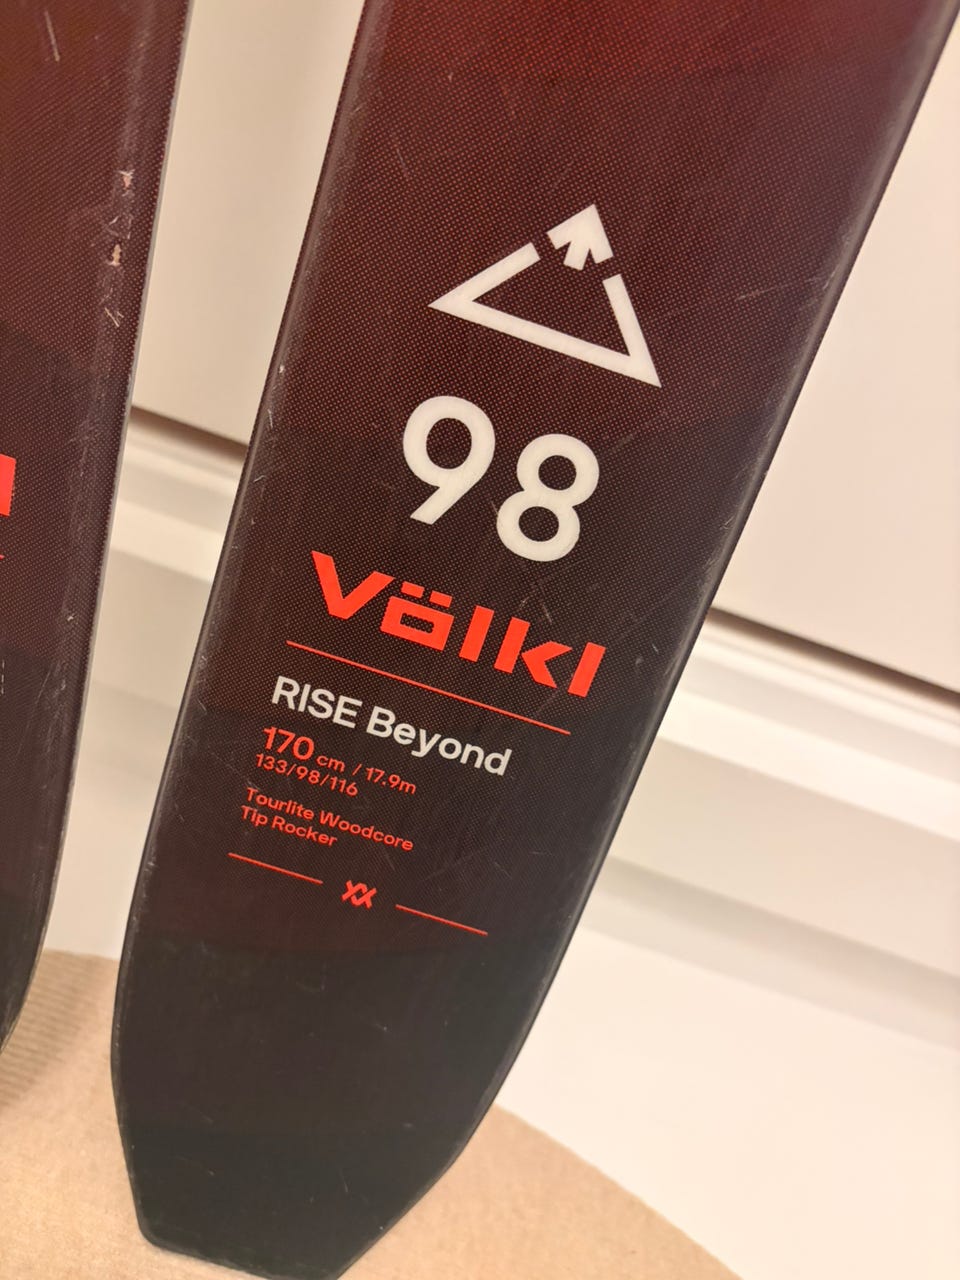 98
Völkl
RISE Beyond
170 cm / 17.9m
133/98/116
Tourlite Woodcore
Tip Rocker